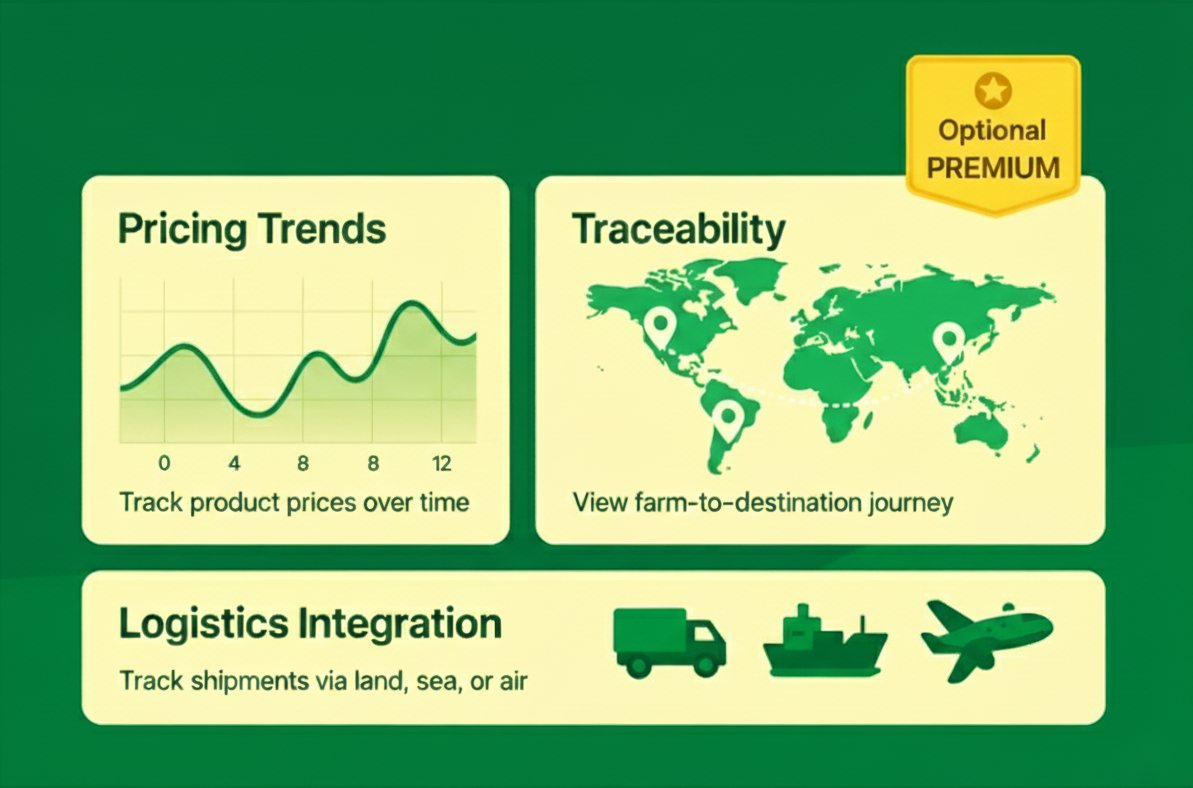 Optional
PREMIUM
Pricing Trends
0 4 8 8 12
Track product prices over time
Traceability
View farm-to-destination journey
Logistics Integration
Track shipments via land, sea, or air